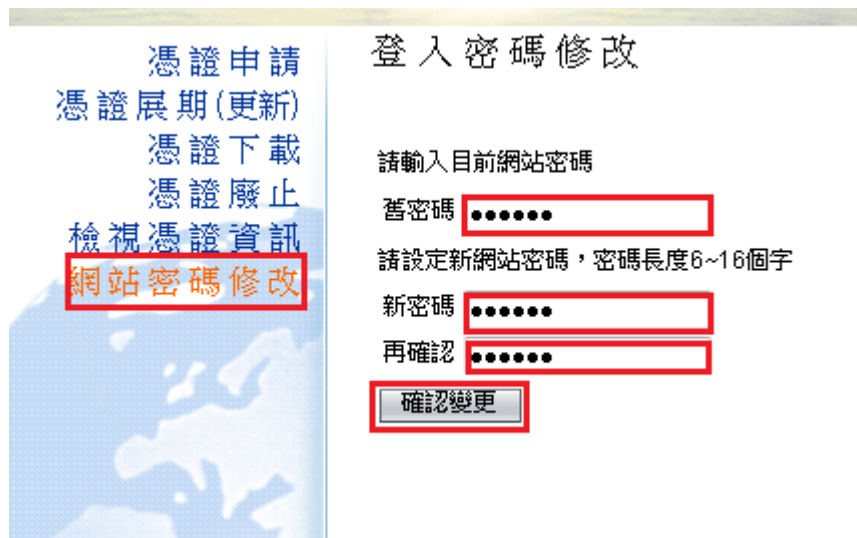 憑證申請
憑證展期(更新)
憑證下載
憑證廢止
檢視憑證資訊
網站密碼修改
登入密碼修改
請輸入目前網站密碼
舊密碼 ●●●●●●
請設定新網站密碼，密碼長度6~16個字
新密碼 ●●●●●●
再確認 ●●●●●●
確認變更